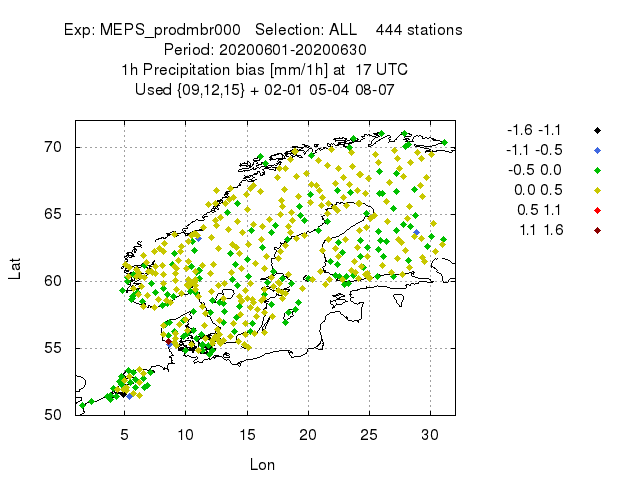 Exp: MEPS_prodmbr000   Selection: ALL    444 stations
Period: 20200601-20200630
1h Precipitation bias [mm/1h] at  17 UTC
Used {09,12,15} + 02-01 05-04 08-07
-1.6 -1.1
-1.1 -0.5
-0.5 0.0
0.0 0.5
0.5 1.1
1.1 1.6
Lat
70
65
60
55
50
5 10 15 20 25 30
Lon